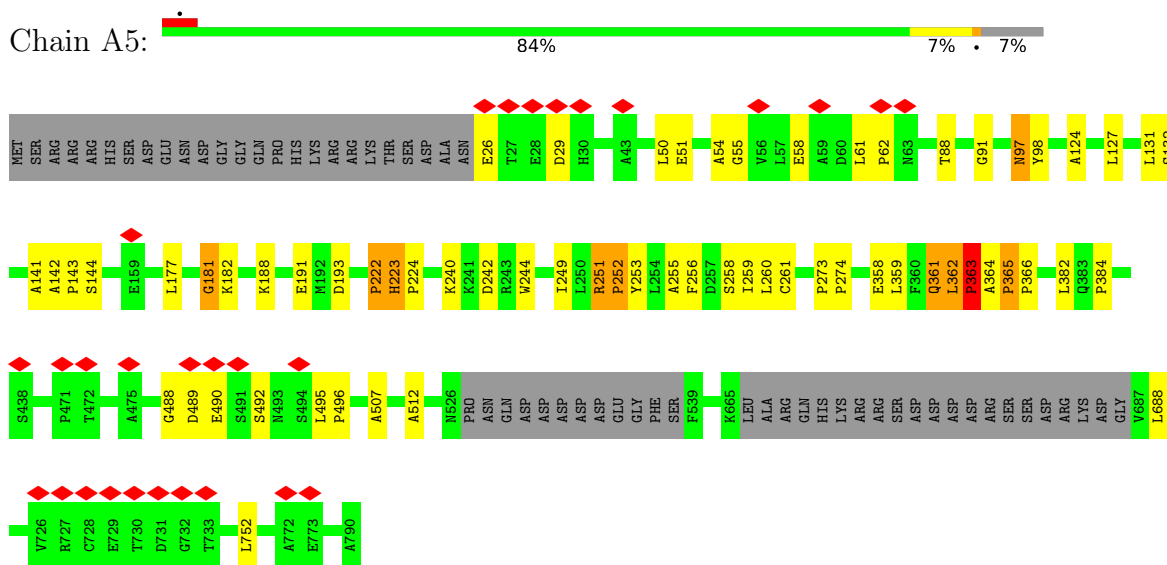 Chain A5:
84% 7% • 7%
MET SER ARG ARG ARG ARG HIS SER ASP GLU ASN ASP GLY GLY GLN PRO HIS LYS ARG ARG LYS THR SER ASP ALA ASN E26 T27 E28 D29 H30 A43 L50 E51 A54 G55 V56 L57 E58 A59 D60 L61 P62 N63 T88 G91 N97 Y98 A124 L127 L131
A141 A142 P143 S144 E159 L177 G181 K182 K188 E191 M192 D193 P222 H223 P224 K240 K241 D242 R243 W244 I249 L250 R251 P252 Y253 L254 A255 F256 D257 S258 I259 L260 C261 P273 P274 E358 L359 F360 Q361 L362 P363 A364 P365 P366 L382 Q383 P384
S438 P471 T472 A475 G488 D489 E490 S491 S492 N493 S494 L495 P496 A507 A512 N526 PRO ASN GLN ASP ASP ASP ASP ASP GLU GLY PHE SER F539 K665 LEU ALA ARG GLN HIS LYS ARG ARG SER ASP ASP ASP ASP ASP ARG SER SER ASP ARG LYS ASP GLY V687 L688
V726 R727 C728 E729 T730 D731 G732 T733 L752 A772 E773 A790